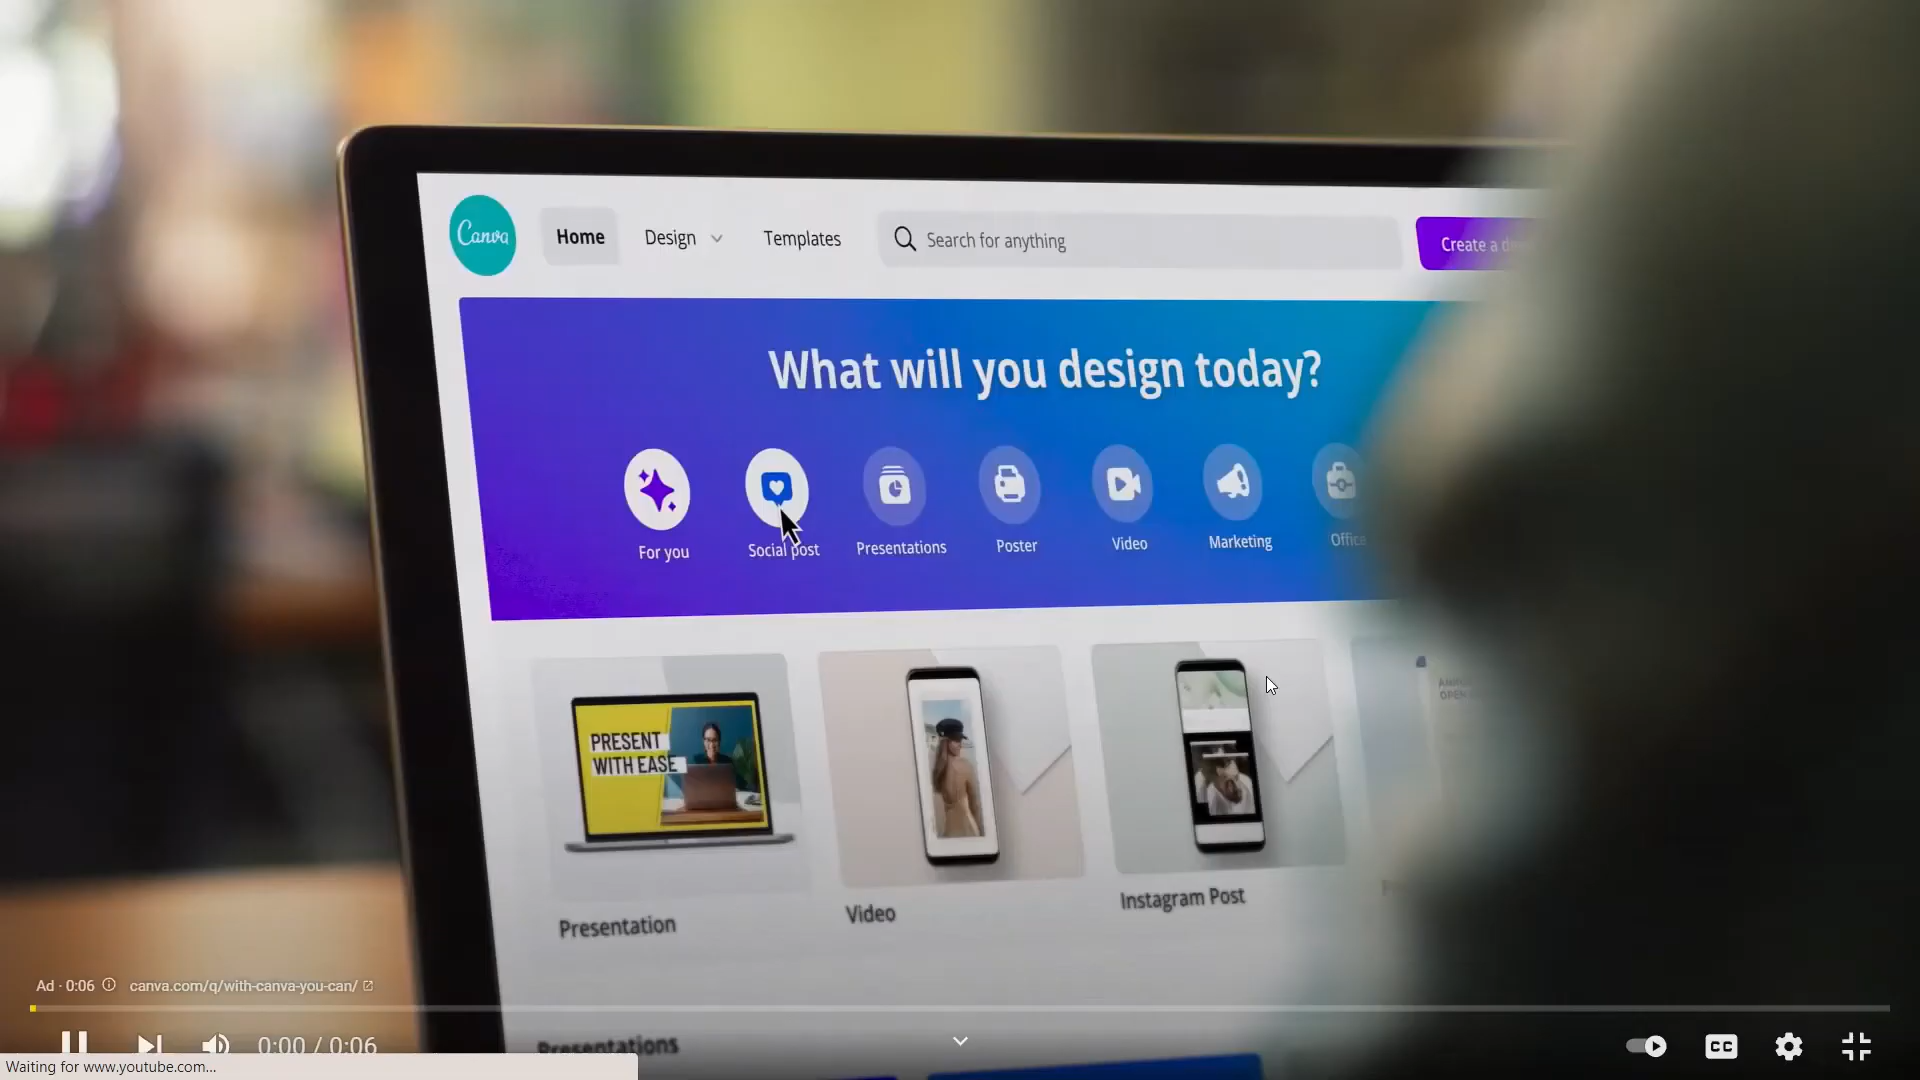 Canva
Home
Design
Templates
Search for anything
Create a
What will you design today?
For you
Social post
Presentations
Poster
Video
Marketing
Office
PRESENT
WITH EASE
Presentation
Video
Instagram Post
Presentations
Ad · 0:06
canva.com/q/with-canva-you-can/
0:00 / 0:06
CC
Waiting for www.youtube.com...